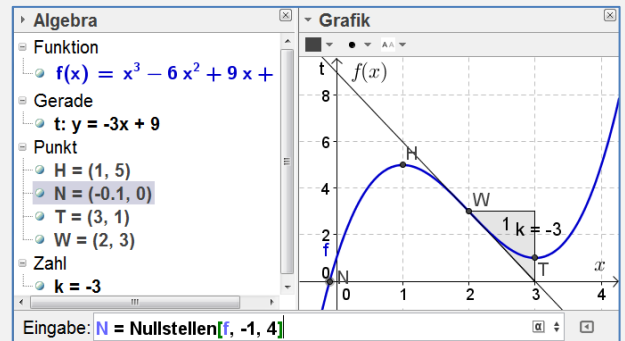 Algebra
Funktion
f(x) = x³ – 6 x² + 9 x +
Gerade
t: y = -3x + 9
Punkt
H = (1, 5)
N = (-0.1, 0)
T = (3, 1)
W = (2, 3)
Zahl
k = -3
Grafik
AA
t f(x)
8
6
H
4
W
2
1 k = -3
f
T x
0 N
0 1 2 3 4
Eingabe: N = Nullstellen[f, -1, 4]
α